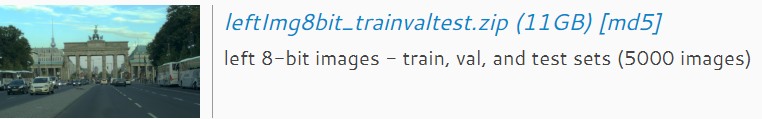 leftImg8bit_trainvaltest.zip (11GB) [md5]
left 8-bit images - train, val, and test sets (5000 images)